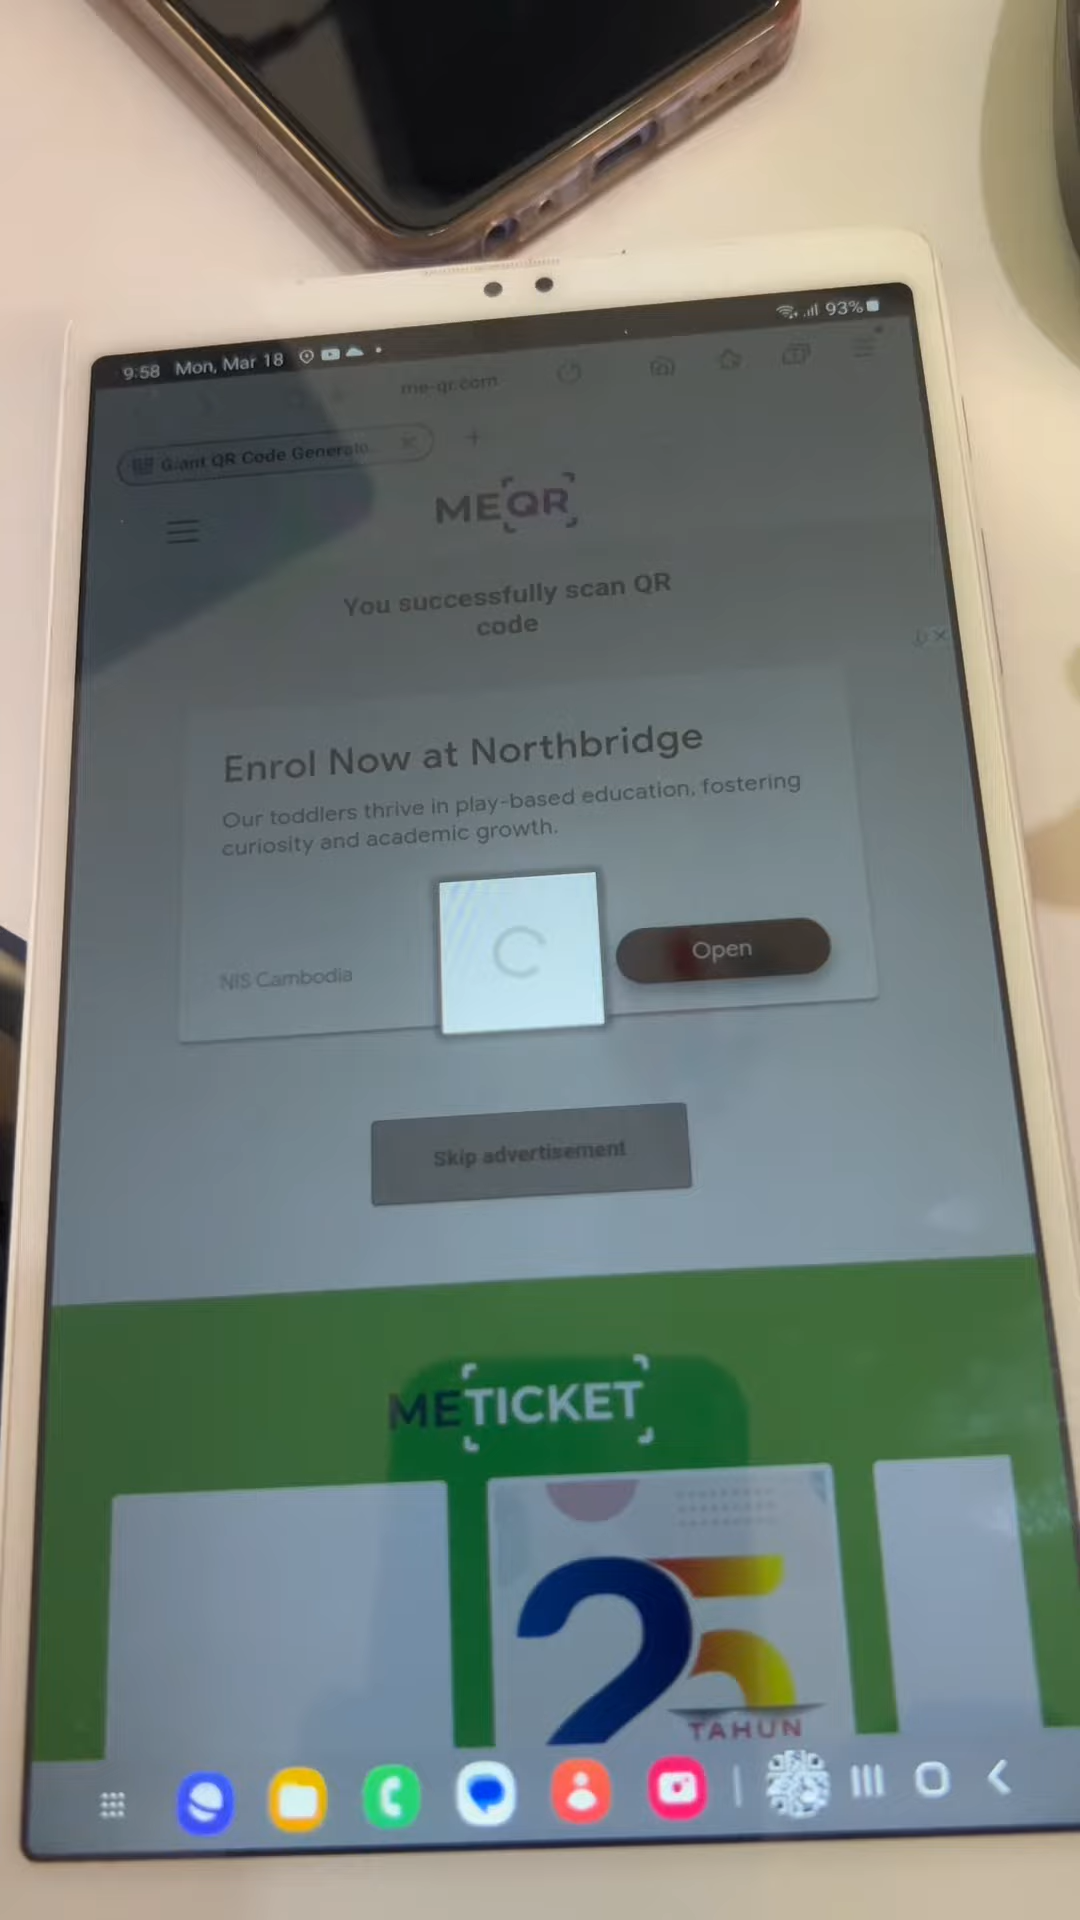 9:58 Mon, Mar 18
93%
me-qr.com
Giant QR Code Generato...
MEQR
You successfully scan QR
code
Enrol Now at Northbridge
Our toddlers thrive in play-based education, fostering
curiosity and academic growth.
NIS Cambodia
Open
Skip advertisement
METICKET
25
TAHUN